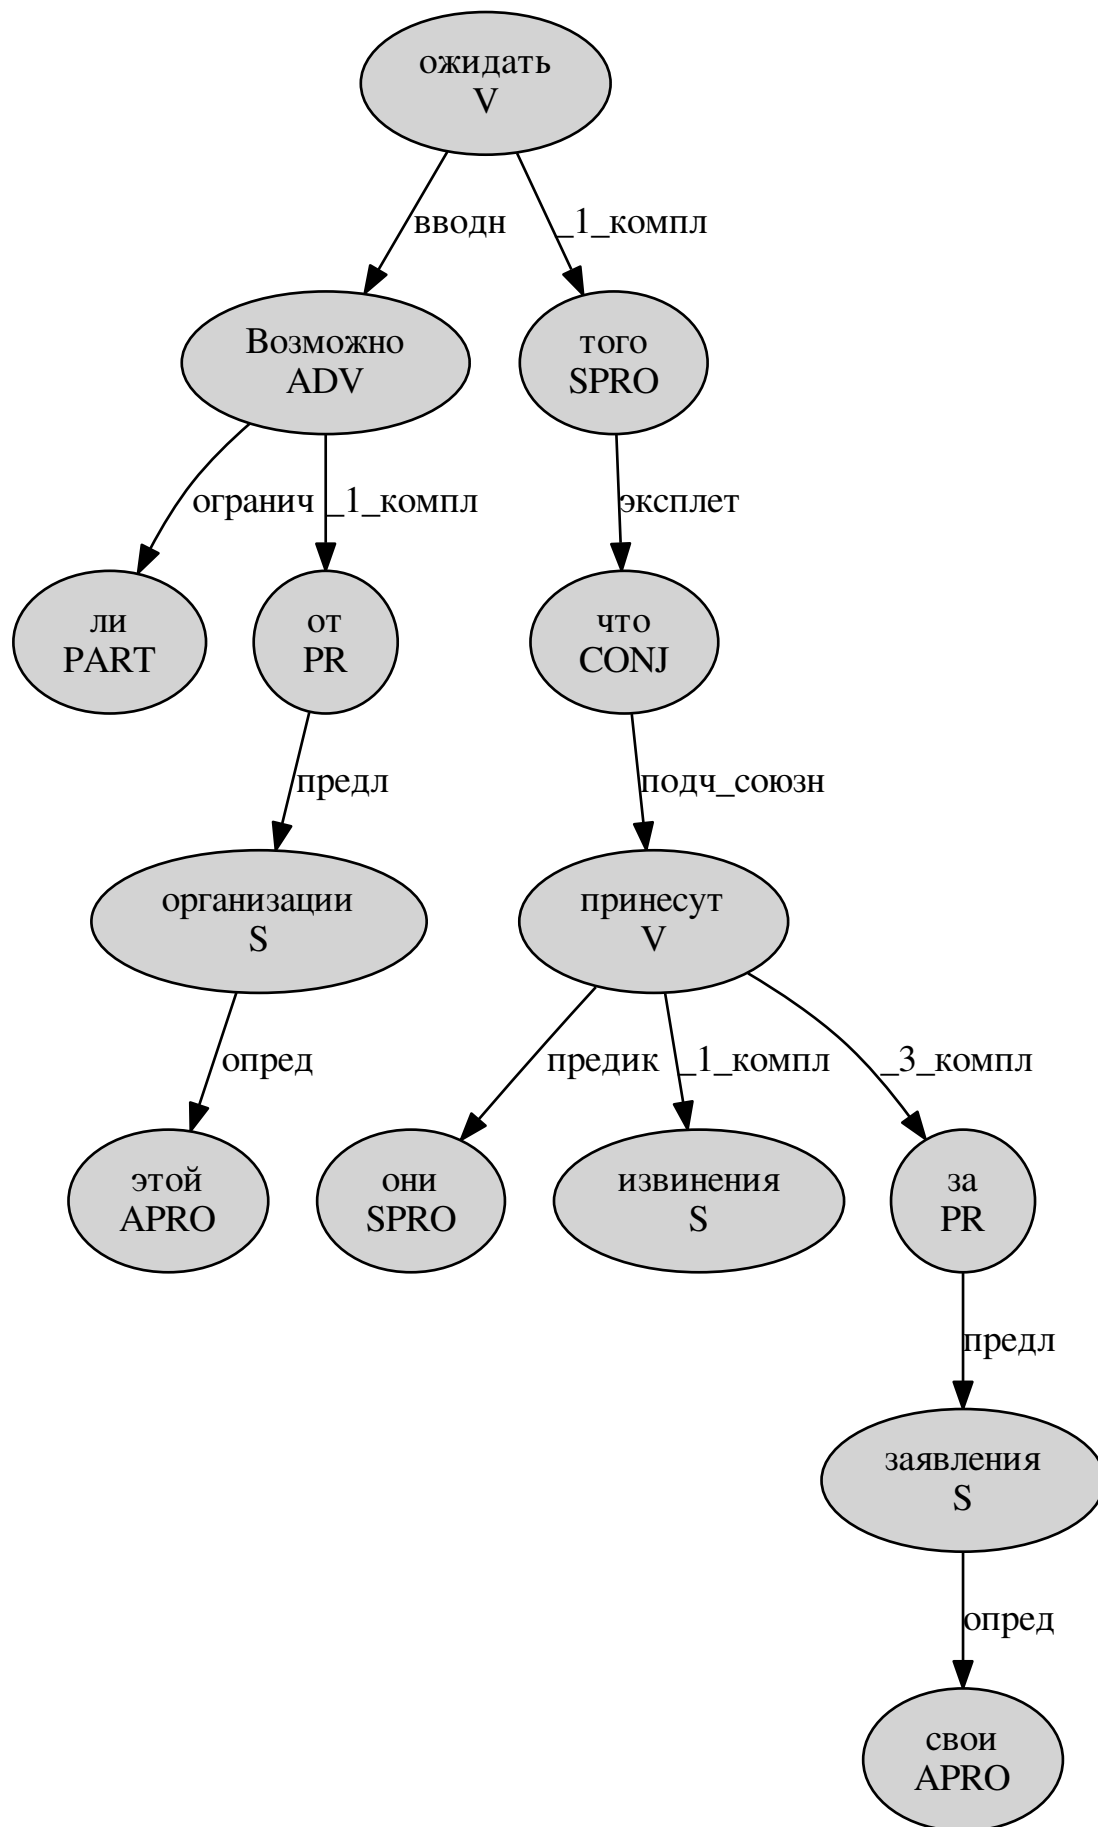 ожидать
V
вводн
_1_компл
Возможно
ADV
того
SPRO
огранич
_1_компл
эксплет
ли
PART
от
PR
что
CONJ
предл
подч_союзн
организации
S
принесут
V
опред
предик
_1_компл
_3_компл
этой
APRO
они
SPRO
извинения
S
за
PR
предл
заявления
S
опред
свои
APRO